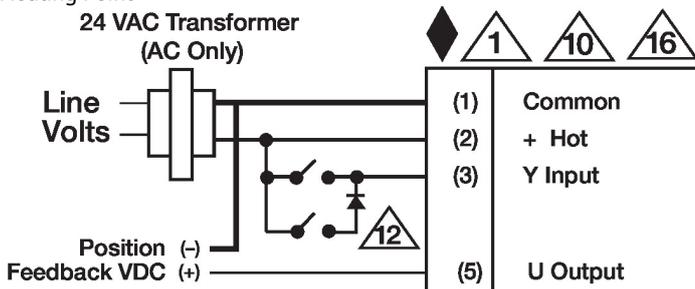 24 VAC Transformer
(AC Only)
1 10 16
Line
Volts
(1) Common
(2) + Hot
(3) Y Input
12
Position (–)
Feedback VDC (+)
(5) U Output